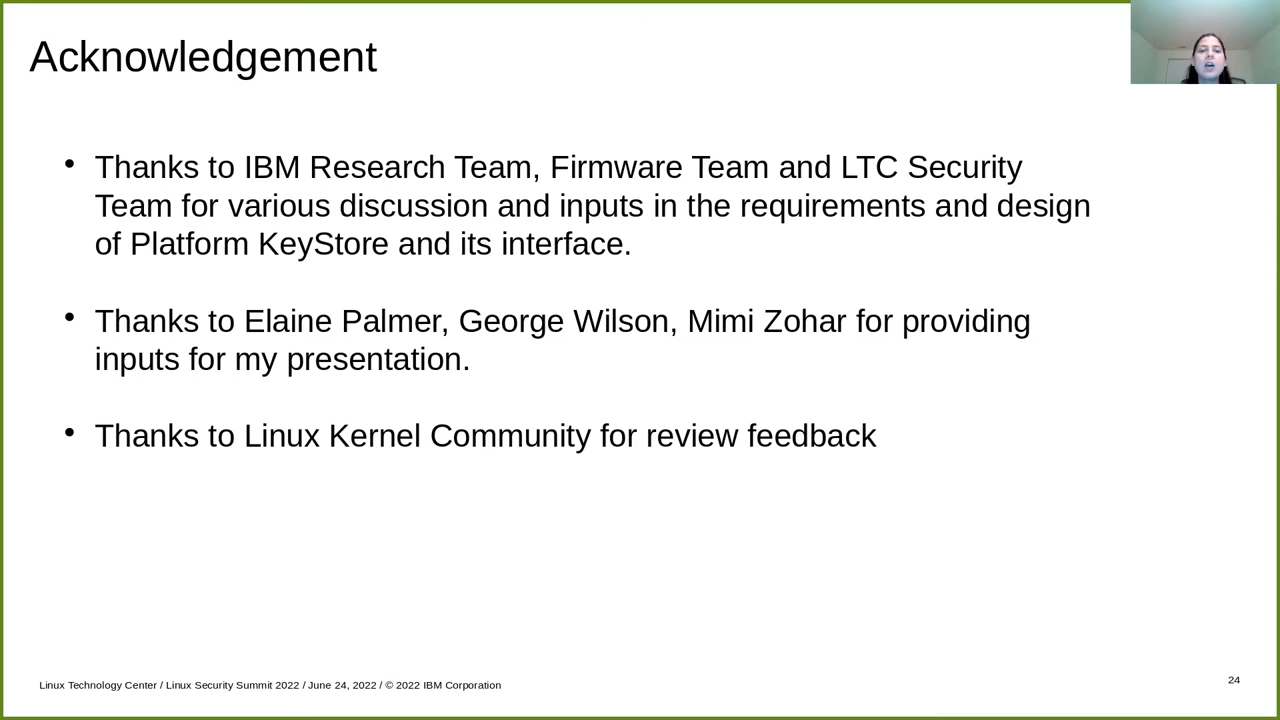 Acknowledgement
• Thanks to IBM Research Team, Firmware Team and LTC Security
Team for various discussion and inputs in the requirements and design
of Platform KeyStore and its interface.
• Thanks to Elaine Palmer, George Wilson, Mimi Zohar for providing
inputs for my presentation.
• Thanks to Linux Kernel Community for review feedback
Linux Technology Center / Linux Security Summit 2022 / June 24, 2022 / © 2022 IBM Corporation
24